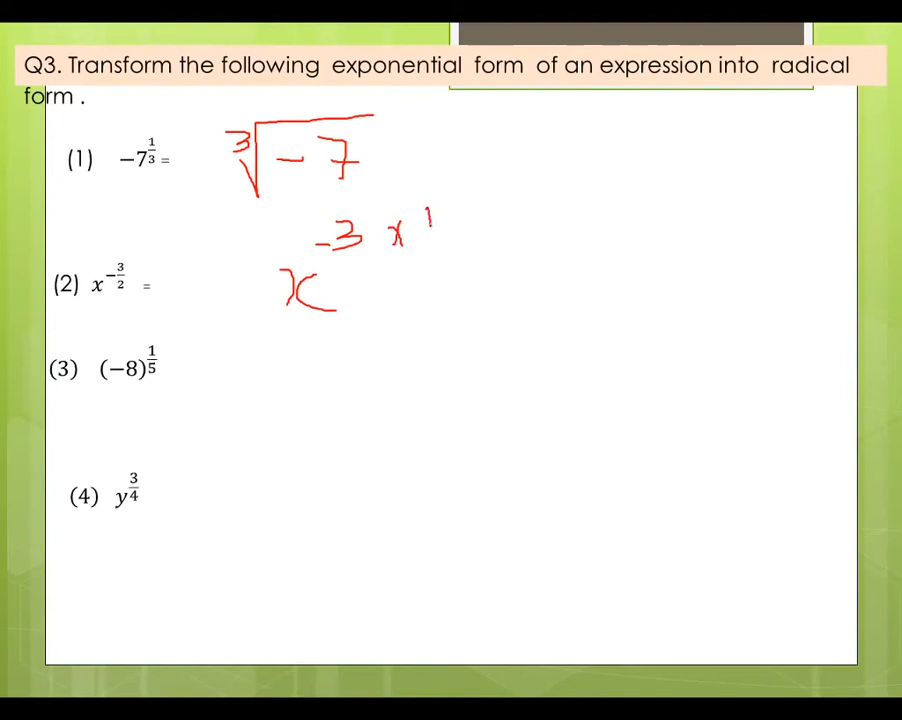 Q3. Transform the following exponential form of an expression into radical
form .
(1) −7^{1/3} = ∛−7
−3 x 1
(2) x^{−3/2} = x
(3) (−8)^{1/5}
(4) y^{3/4}